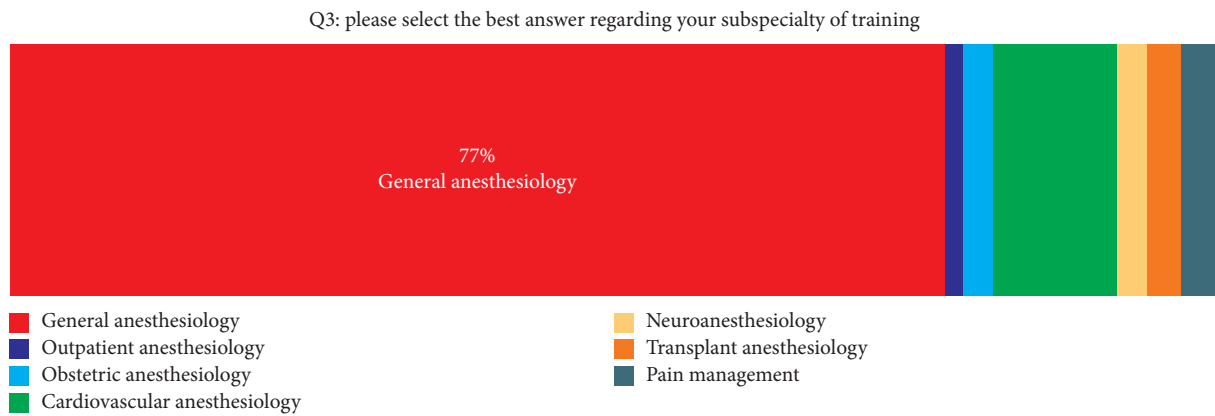 Q3: please select the best answer regarding your subspecialty of training
77%
General anesthesiology
General anesthesiology
Outpatient anesthesiology
Obstetric anesthesiology
Cardiovascular anesthesiology
Neuroanesthesiology
Transplant anesthesiology
Pain management